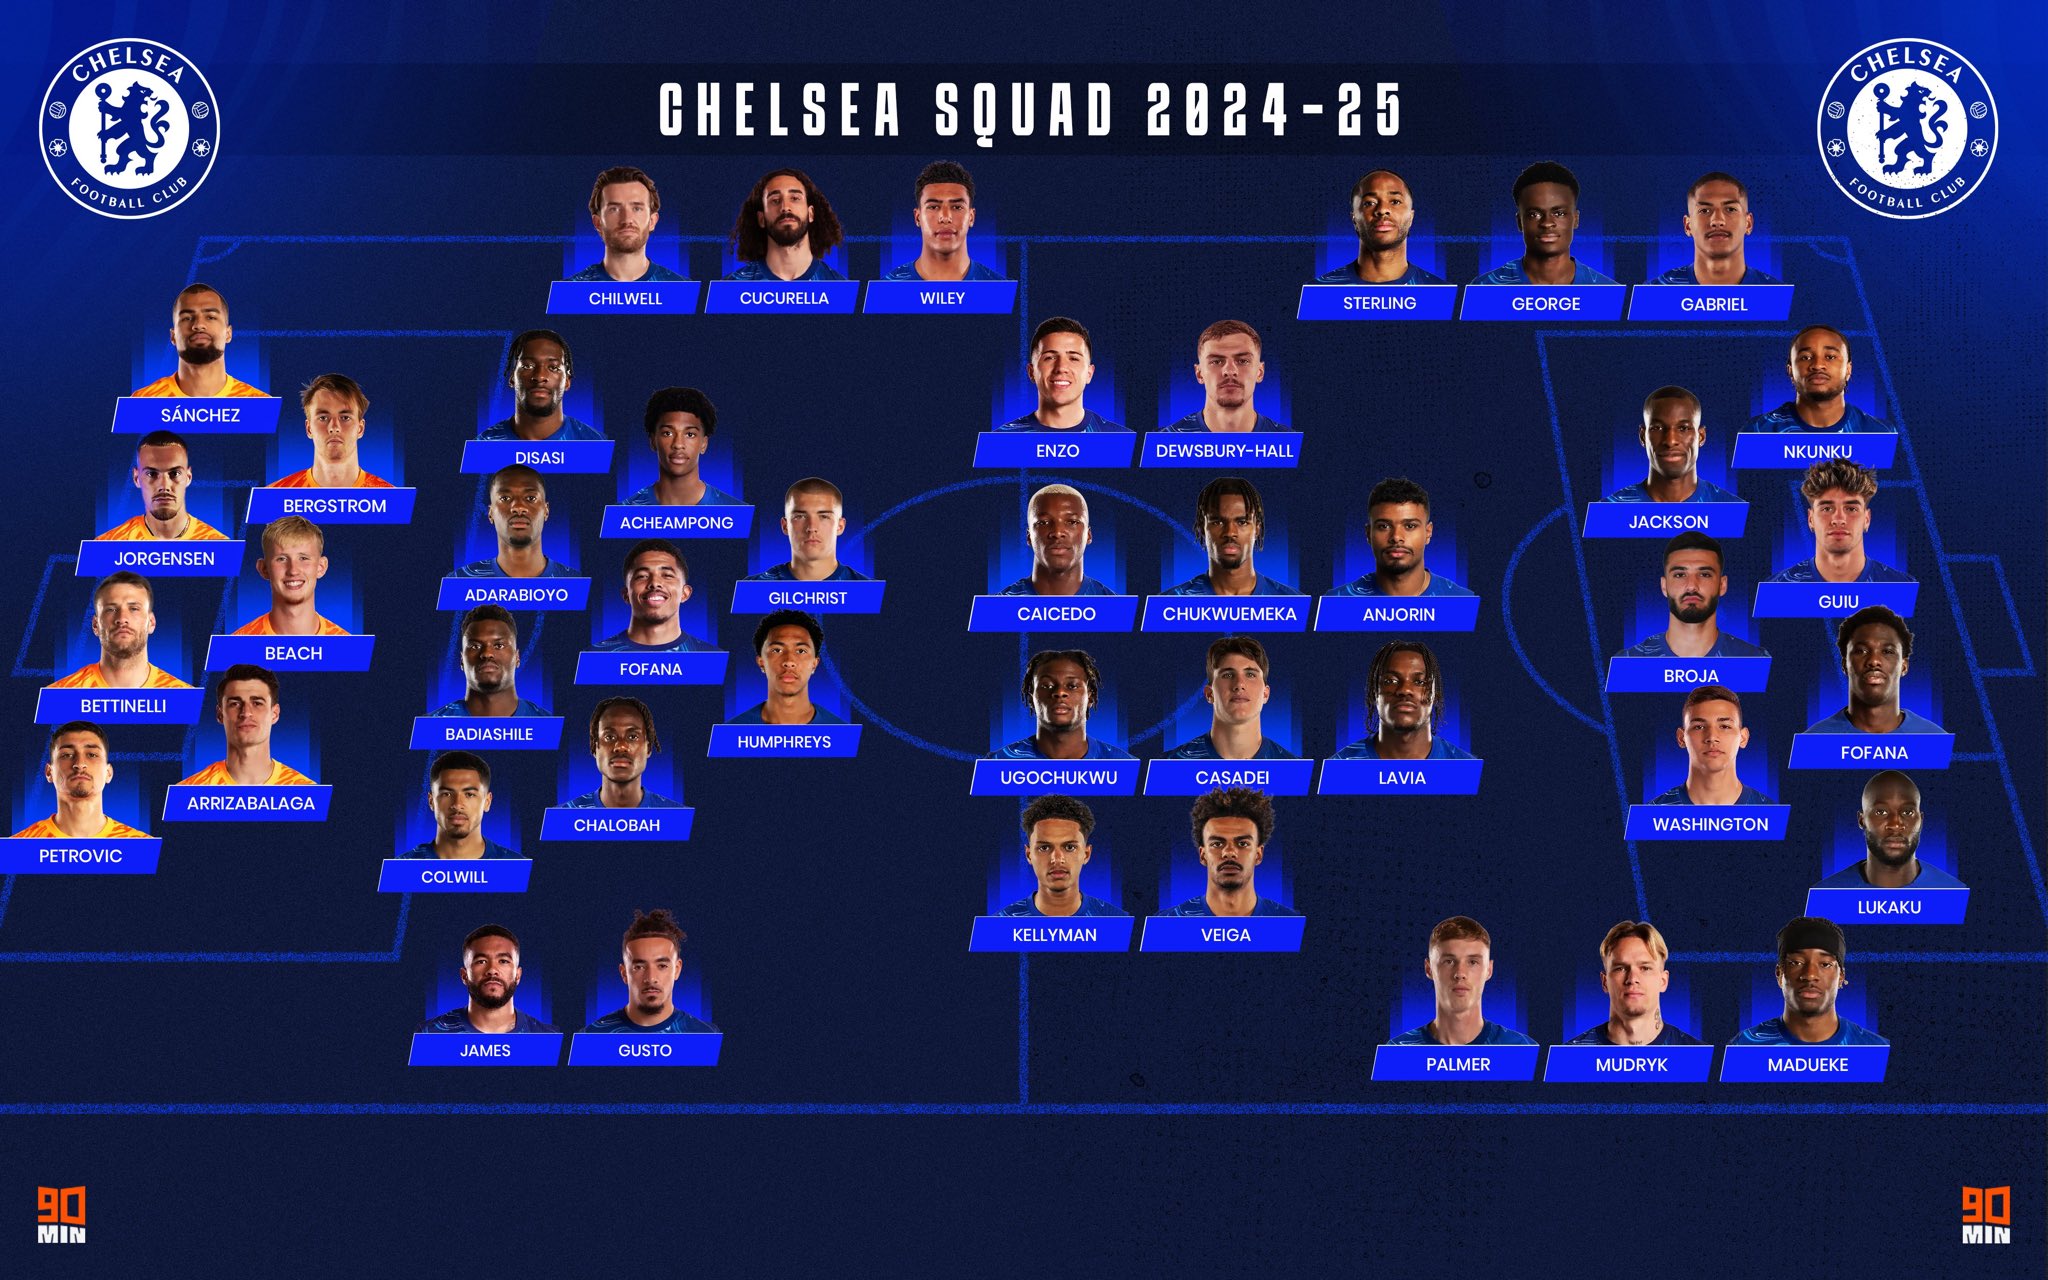 CHELSEA
FOOTBALL CLUB
CHELSEA SQUAD 2024-25
CHELSEA
FOOTBALL CLUB
CHILWELL
CUCURELLA
WILEY
STERLING
GEORGE
GABRIEL
SÁNCHEZ
BERGSTROM
JORGENSEN
BEACH
BETTINELLI
ARRIZABALAGA
PETROVIC
DISASI
ACHEAMPONG
ADARABIOYO
GILCHRIST
FOFANA
BADIASHILE
HUMPHREYS
CHALOBAH
COLWILL
JAMES
GUSTO
ENZO
DEWSBURY-HALL
CAICEDO
CHUKWUEMEKA
ANJORIN
UGOCHUKWU
CASADEI
LAVIA
KELLYMAN
VEIGA
NKUNKU
JACKSON
GUIU
BROJA
FOFANA
WASHINGTON
LUKAKU
PALMER
MUDRYK
MADUEKE
90
MIN
90
MIN